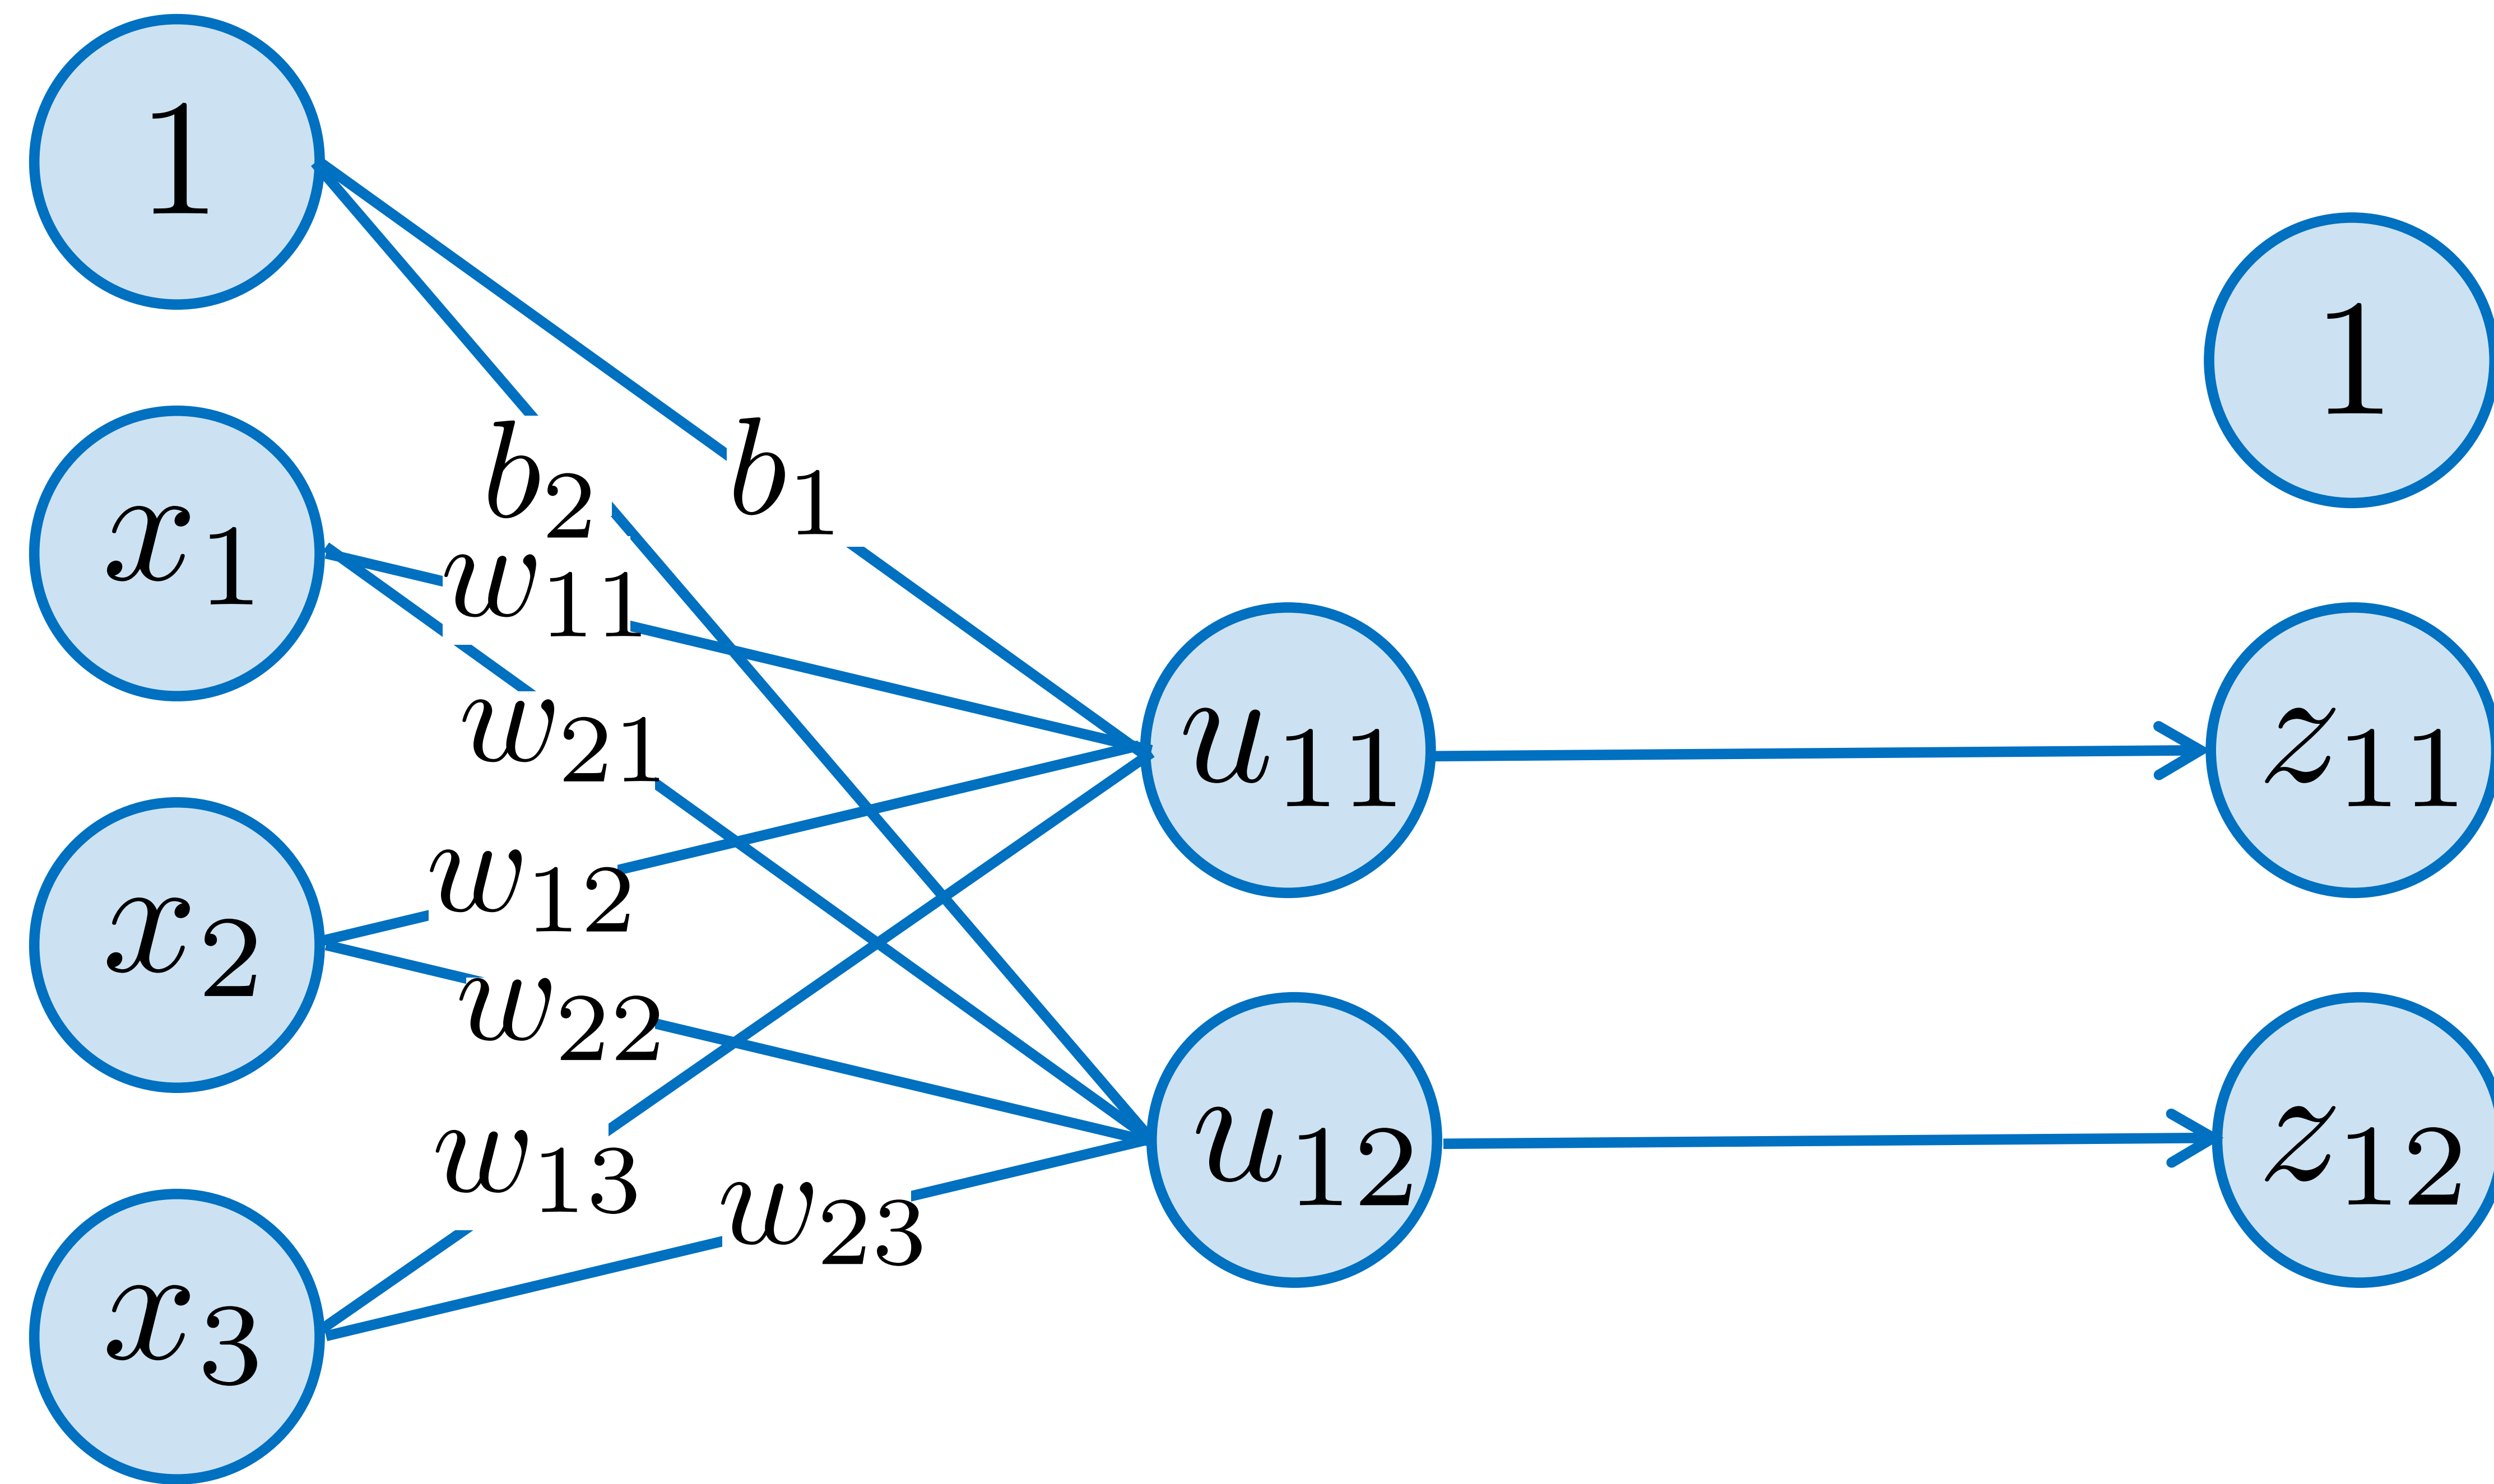 1
1
b₂
b₁
x₁
w₁₁
w₂₁
u₁₁
z₁₁
w₁₂
x₂
w₂₂
w₁₃
u₁₂
z₁₂
w₂₃
x₃